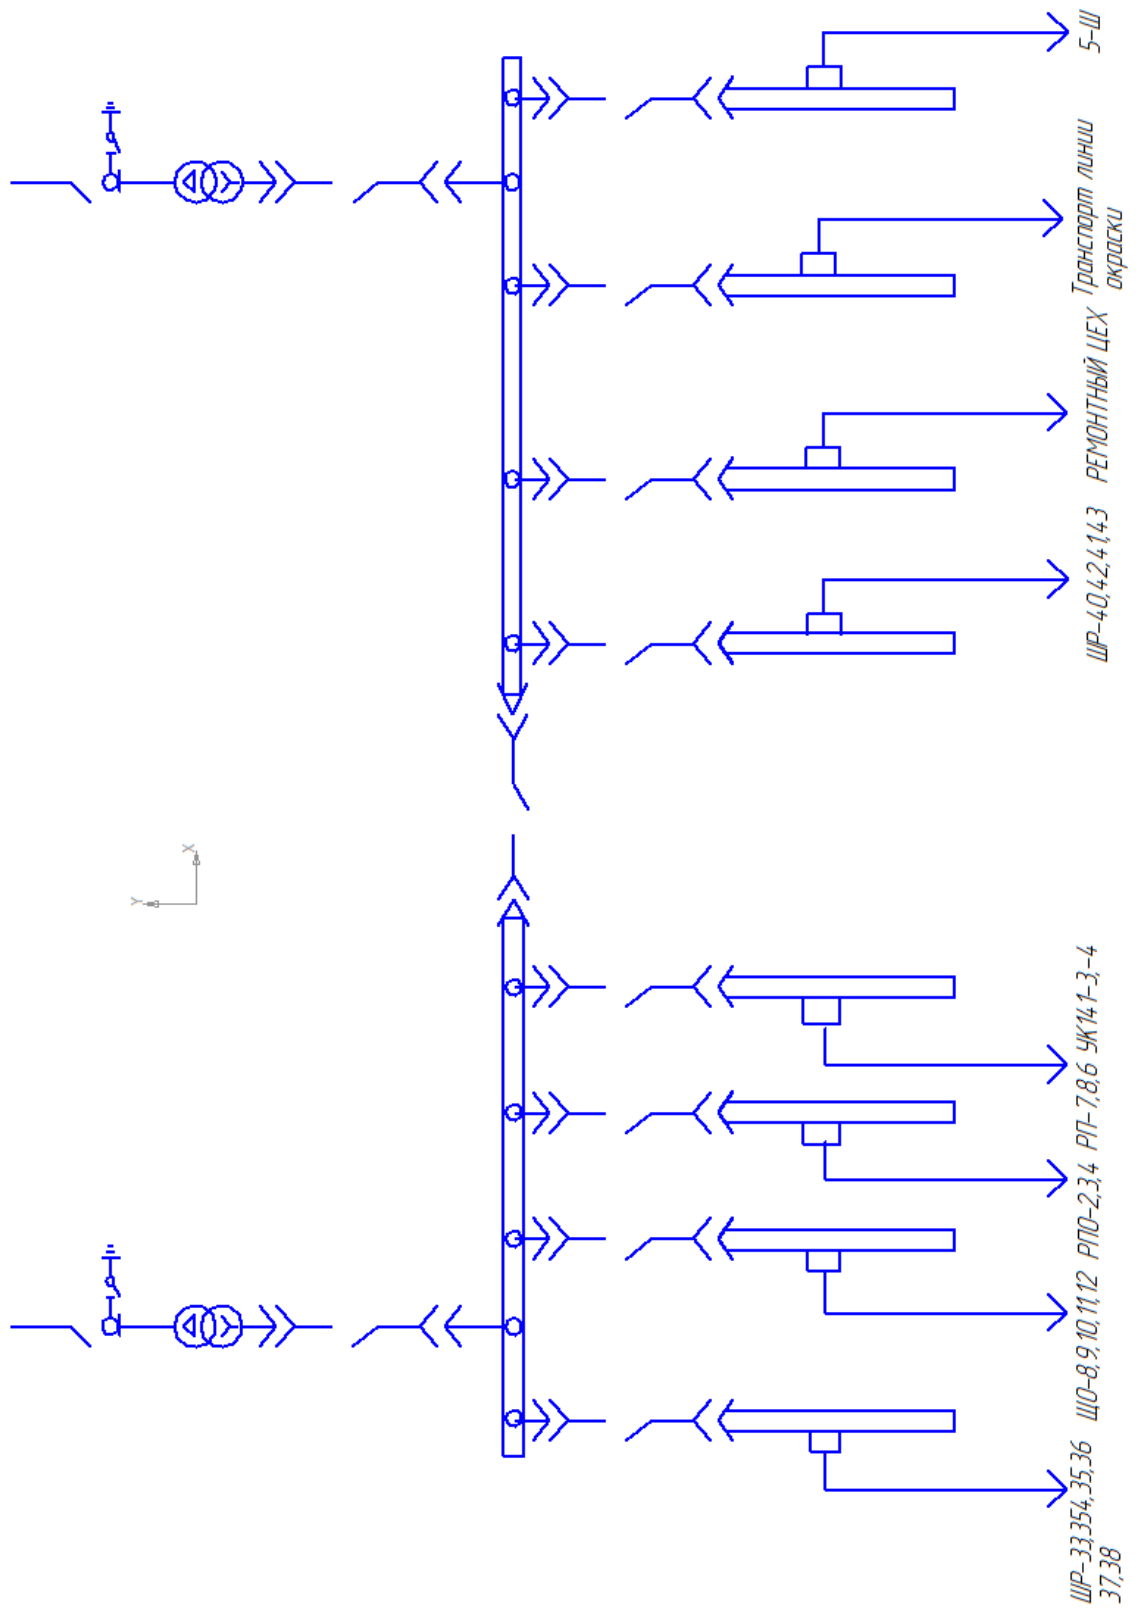 ШР-33,354,35,36
37,38
ЩО-8,9,10,11,12
РПО-2,3,4
РП-7,8,6
УК141-3,-4
ШР-40,42,41,43
РЕМОНТНЫЙ ЦЕХ
Транспорт линии
окраски
5-Ш
Y
X